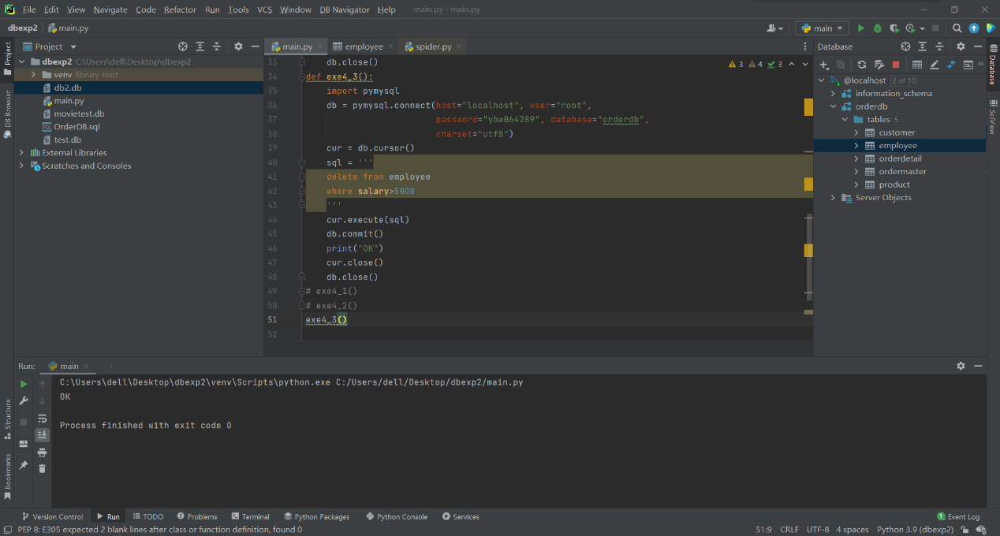 File Edit View Navigate Code Refactor Run Tools VCS Window DB Navigator Help main.py - main.py
dbexp2 main.py main
Project
dbexp2 C:\Users\dell\Desktop\dbexp2
venv library root
db2.db
main.py
movietest.db
OrderDB.sql
test.db
External Libraries
Scratches and Consoles
Project
DB Browser
Structure
Bookmarks
main.py employee spider.py
3 4 3
33 db.close()
34 def exe4_3():
35 import pymysql
36 db = pymysql.connect(host="localhost", user="root",
37 password="ybw064289", database="orderdb",
38 charset="utf8")
39 cur = db.cursor()
40 sql = '''
41 delete from employee
42 where salary>5000
43 '''
44 cur.execute(sql)
45 db.commit()
46 print("OK")
47 cur.close()
48 db.close()
49 # exe4_1()
50 # exe4_2()
51 exe4_3()
52
Database
@localhost 2 of 10
information_schema
orderdb
tables 5
customer
employee
orderdetail
ordermaster
product
Server Objects
Database
SciView
Run: main
C:\Users\dell\Desktop\dbexp2\venv\Scripts\python.exe C:/Users/dell/Desktop/dbexp2/main.py
OK
Process finished with exit code 0
Version Control Run TODO Problems Terminal Python Packages Python Console Services 1 Event Log
PEP 8: E305 expected 2 blank lines after class or function definition, found 0 51:9 CRLF UTF-8 4 spaces Python 3.9 (dbexp2)